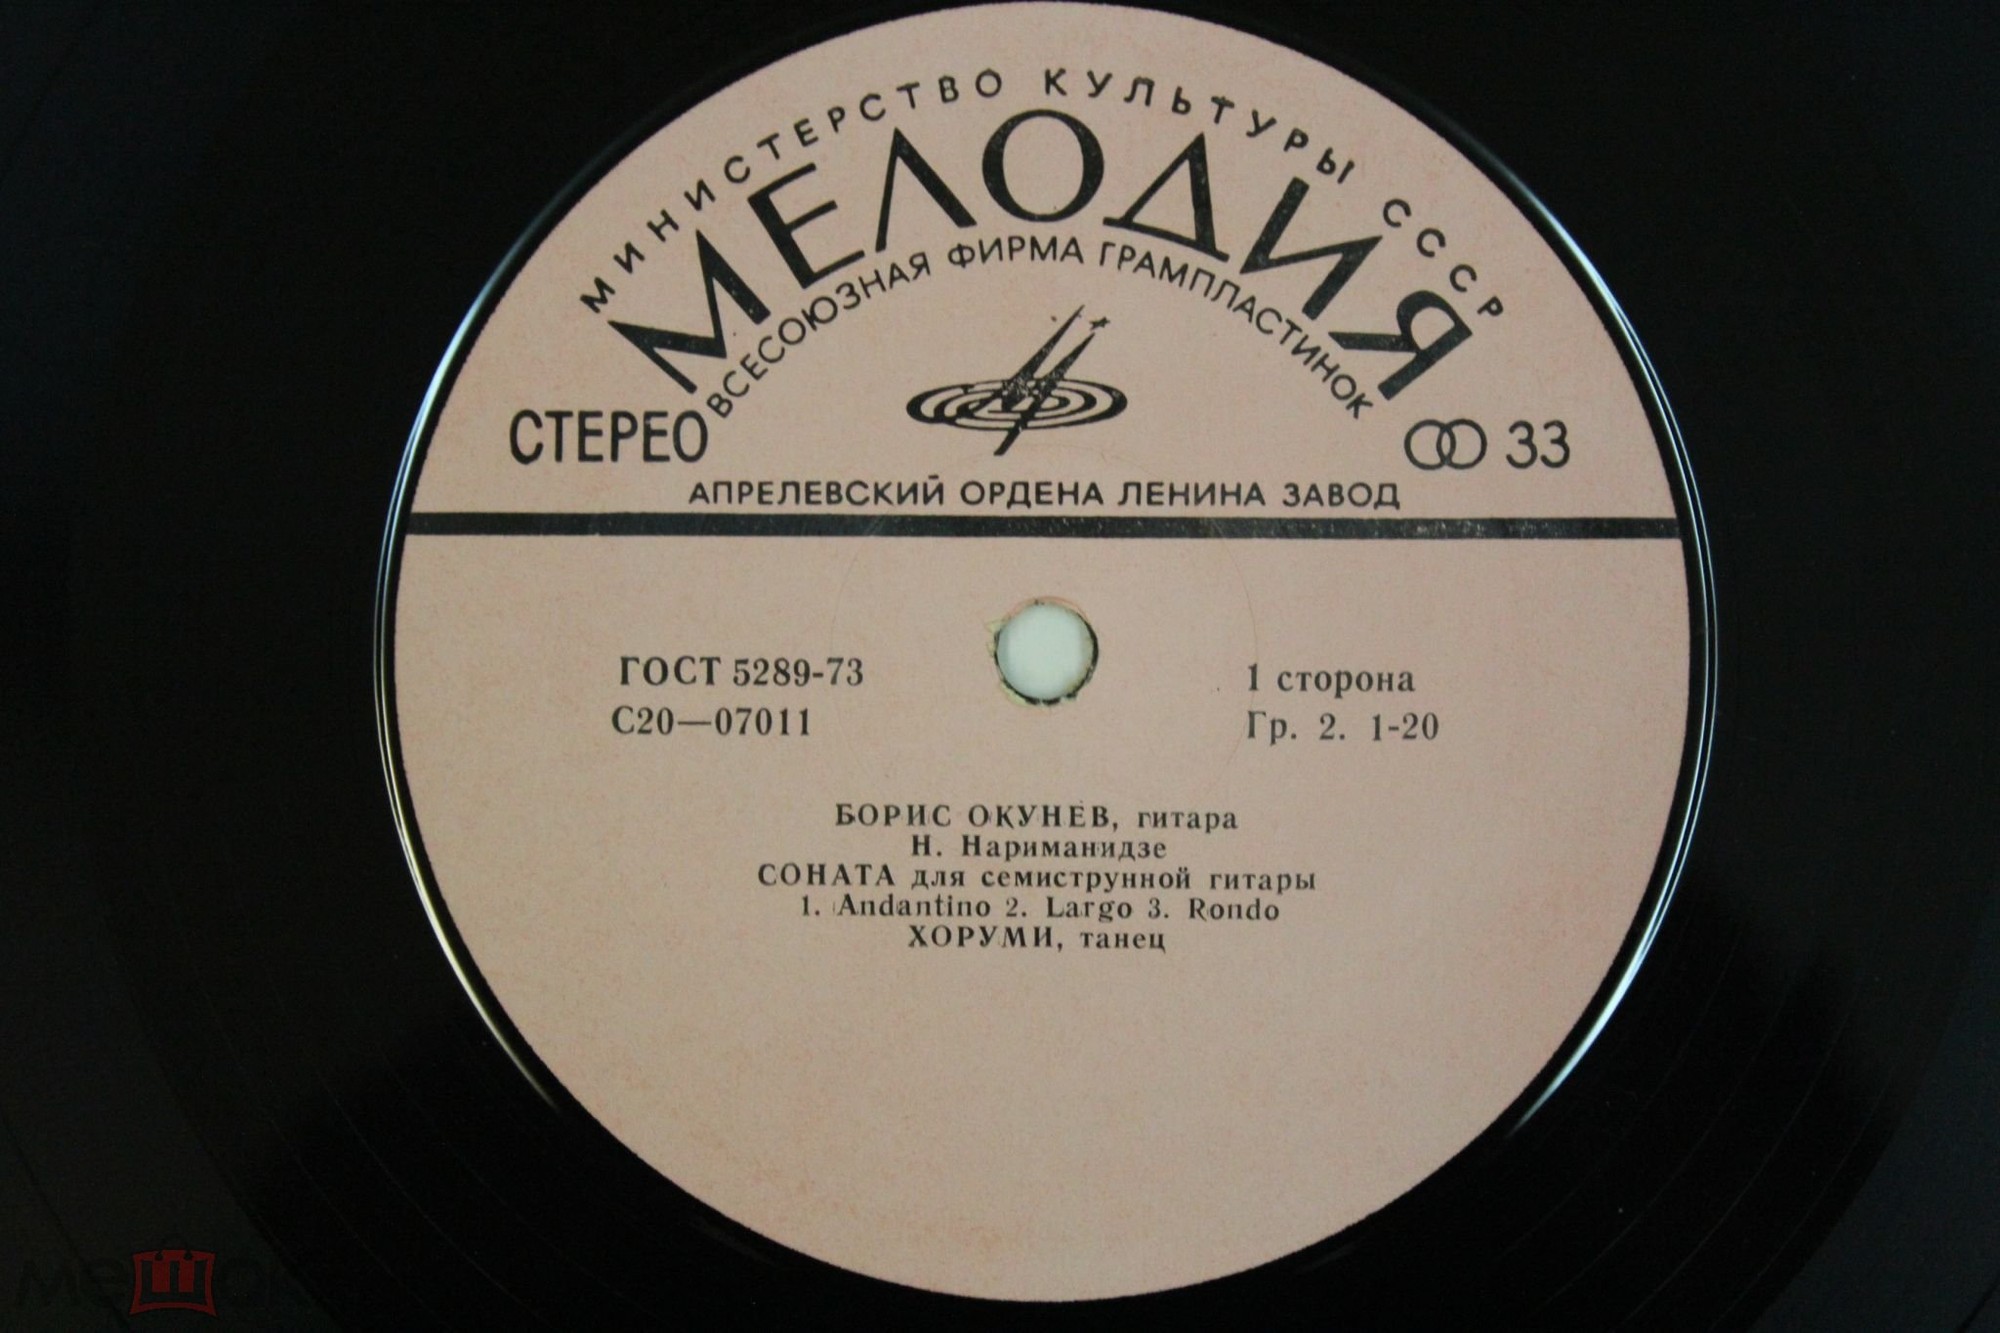 МИНИСТЕРСТВО КУЛЬТУРЫ СССР
МЕЛОДИЯ
ВСЕСОЮЗНАЯ ФИРМА ГРАМПЛАСТИНОК
СТЕРЕО
33
АПРЕЛЕВСКИЙ ОРДЕНА ЛЕНИНА ЗАВОД
ГОСТ 5289-73
1 сторона
С20—07011
Гр. 2. 1-20
БОРИС ОКУНЕВ, гитара
Н. Нариманидзе
СОНАТА для семиструнной гитары
1. Andantino 2. Largo 3. Rondo
ХОРУМИ, танец